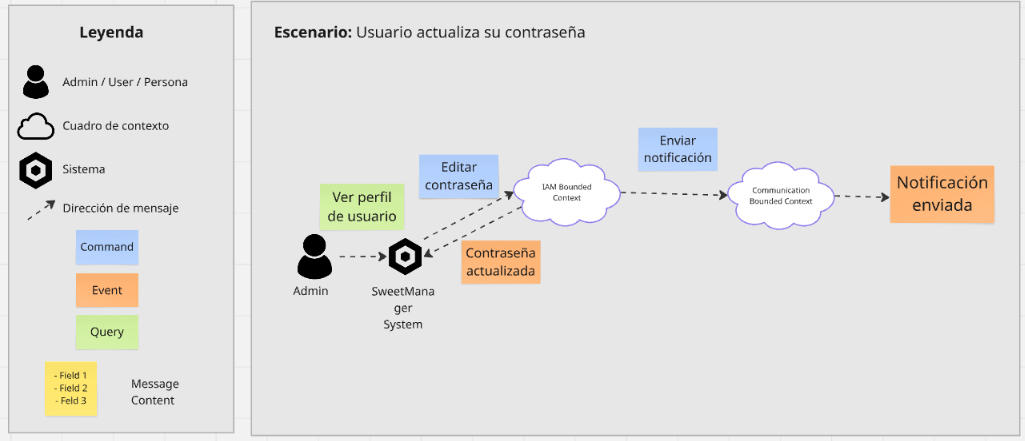 Leyenda
Admin / User / Persona
Cuadro de contexto
Sistema
Dirección de mensaje
Command
Event
Query
- Field 1
- Field 2
- Feld 3
Message
Content
Escenario: Usuario actualiza su contraseña
Ver perfil
de usuario
Admin
SweetMana
ger
System
Editar
contraseña
Contraseña
actualizada
IAM Bounded
Context
Enviar
notificación
Communication
Bounded Context
Notificación
enviada